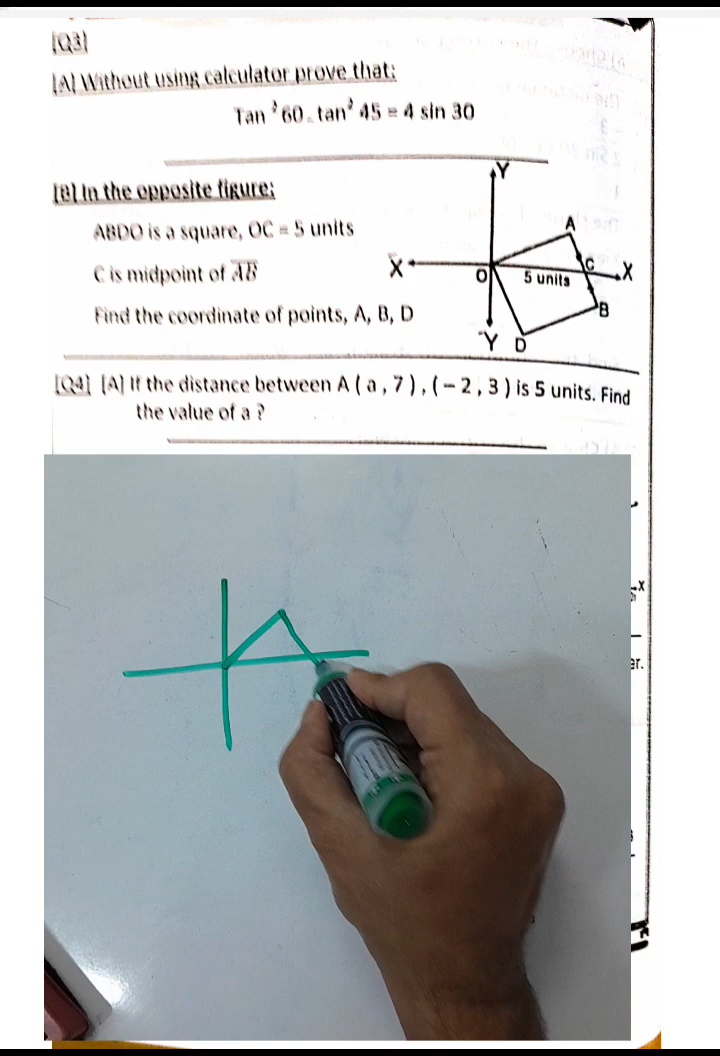 [Q3]
[A] Without using calculator prove that:
Tan ² 60 - tan² 45 = 4 sin 30
[B] In the opposite figure:
ABDO is a square, OC = 5 units
C is midpoint of AB
Find the coordinate of points, A, B, D
Y
A
X
O
5 units
C
X
B
Y
D
[Q4] [A] If the distance between A ( a , 7 ) , ( – 2 , 3 ) is 5 units. Find
the value of a ?
x
er.